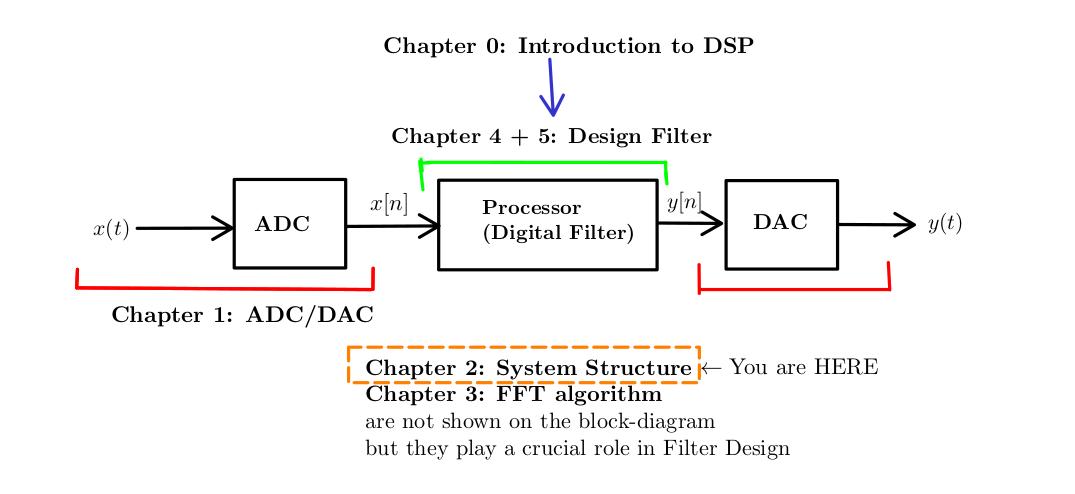 Chapter 0: Introduction to DSP
Chapter 4 + 5: Design Filter
x(t)
ADC
x[n]
Processor
(Digital Filter)
y[n]
DAC
y(t)
Chapter 1: ADC/DAC
Chapter 2: System Structure ← You are HERE
Chapter 3: FFT algorithm
are not shown on the block-diagram
but they play a crucial role in Filter Design